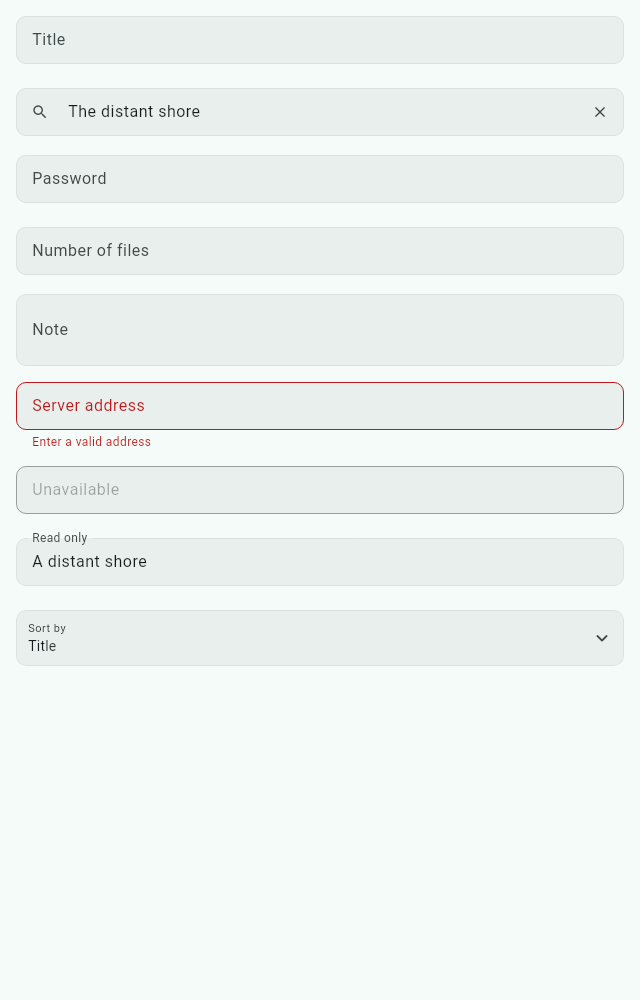 Title
The distant shore
Password
Number of files
Note
Server address
Enter a valid address
Unavailable
Read only
A distant shore
Sort by
Title